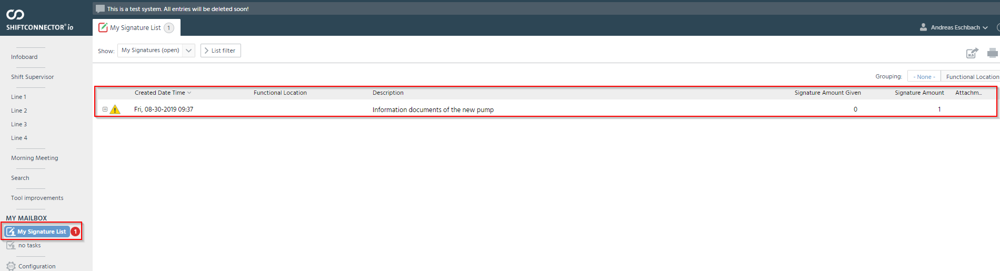 This is a test system. All entries will be deleted soon!
SHIFTCONNECTOR® io
My Signature List 1
Andreas Eschbach
Show: My Signatures (open) List filter
XLS
Grouping: - None - Functional Location
Infoboard
Shift Supervisor
Line 1
Line 2
Line 3
Line 4
Morning Meeting
Search
Tool improvements
MY MAILBOX
My Signature List 1
no tasks
Configuration
Created Date Time Functional Location Description Signature Amount Given Signature Amount Attachm...
Fri, 08-30-2019 09:37 Information documents of the new pump 0 1